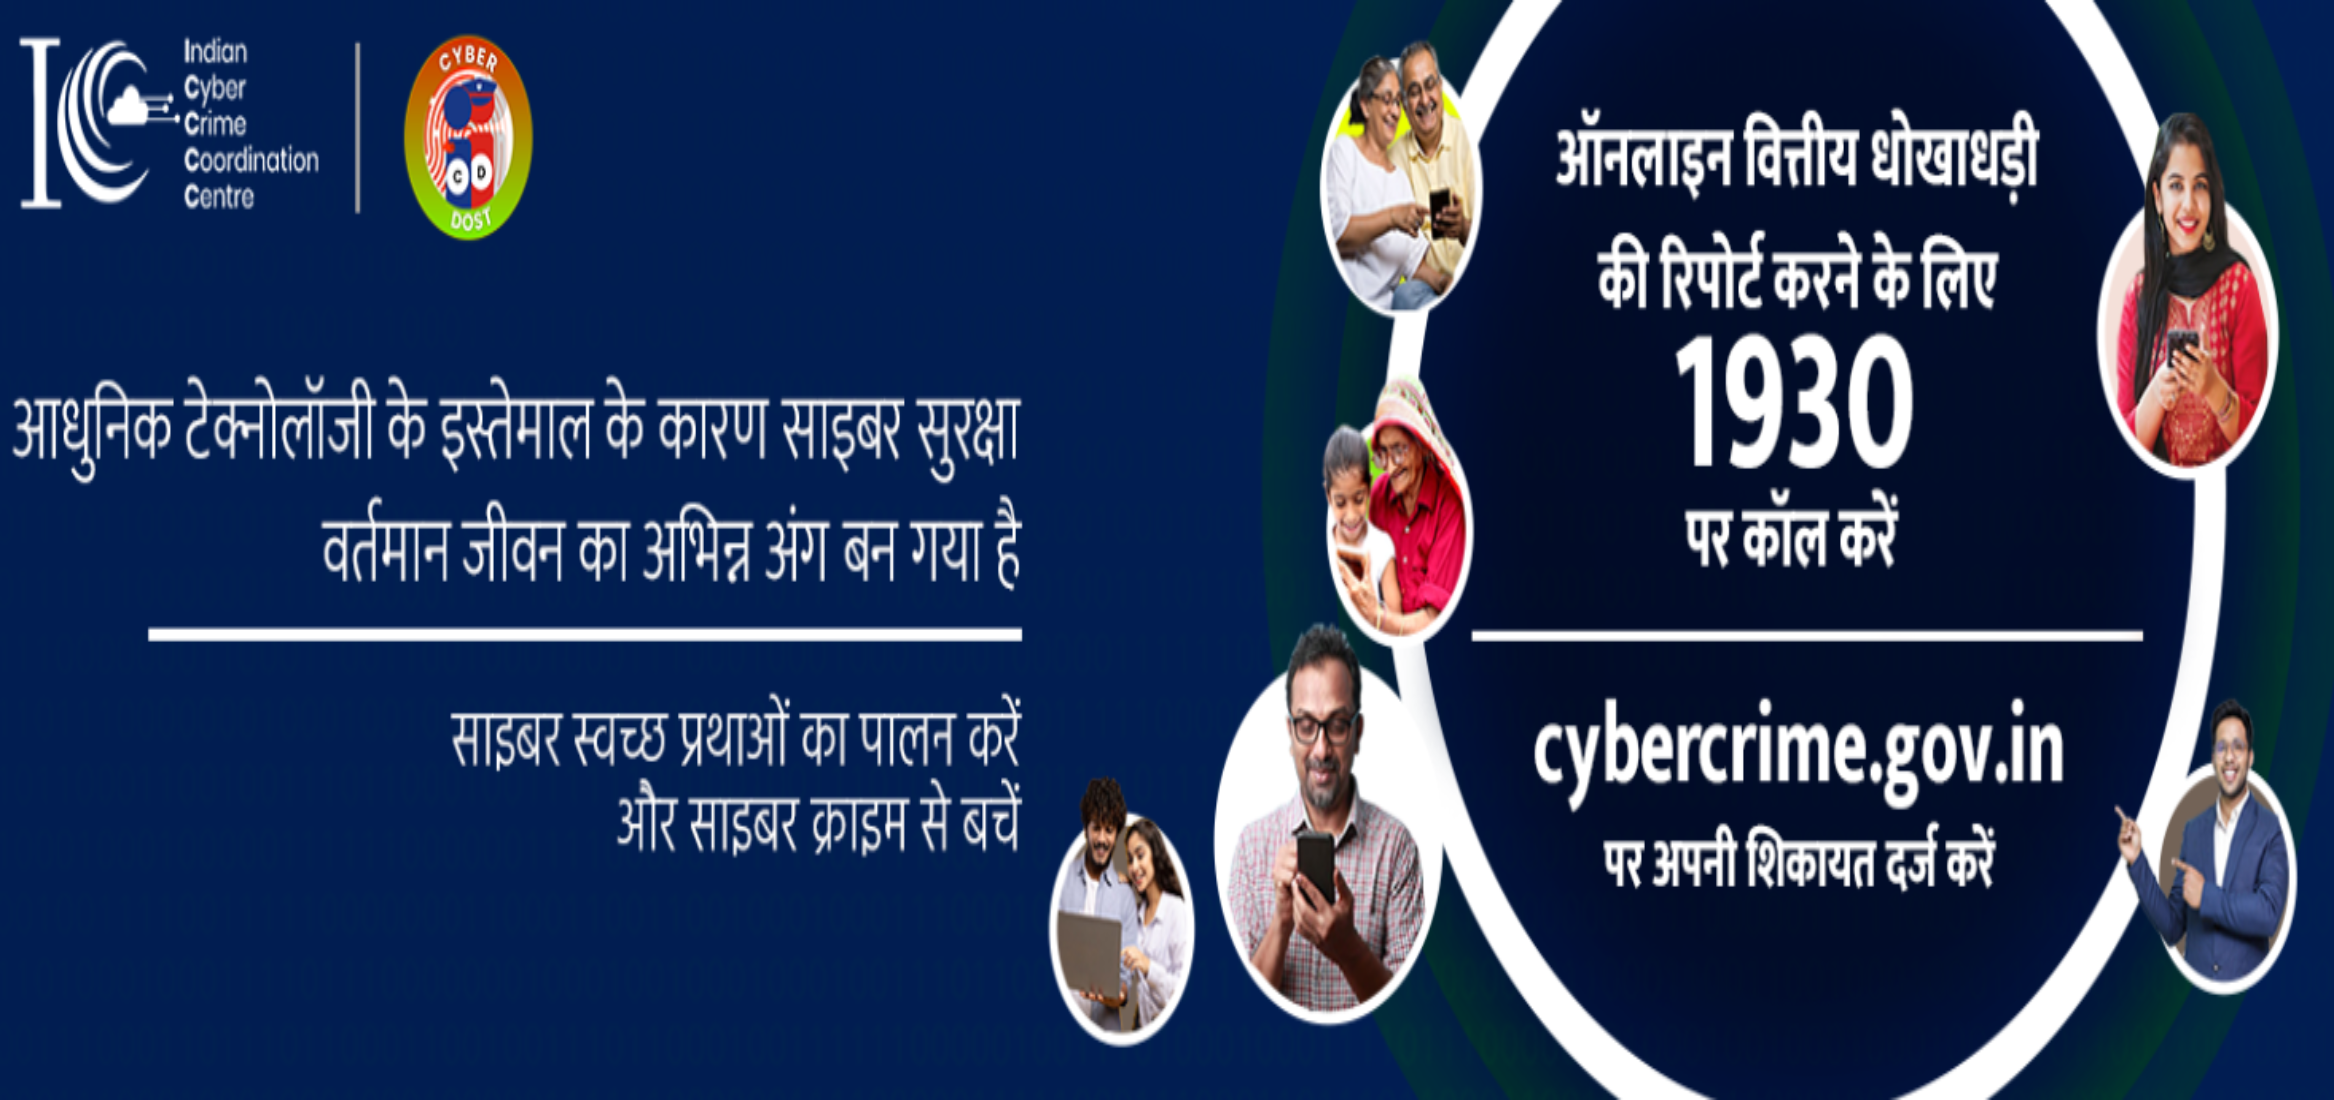 Indian
Cyber
Crime
Coordination
Centre
CYBER
CD
DOST
आधुनिक टेक्नोलॉजी के इस्तेमाल के कारण साइबर सुरक्षा
वर्तमान जीवन का अभिन्न अंग बन गया है
साइबर स्वच्छ प्रथाओं का पालन करें
और साइबर क्राइम से बचें
ऑनलाइन वित्तीय धोखाधड़ी
की रिपोर्ट करने के लिए
1930
पर कॉल करें
cybercrime.gov.in
पर अपनी शिकायत दर्ज करें